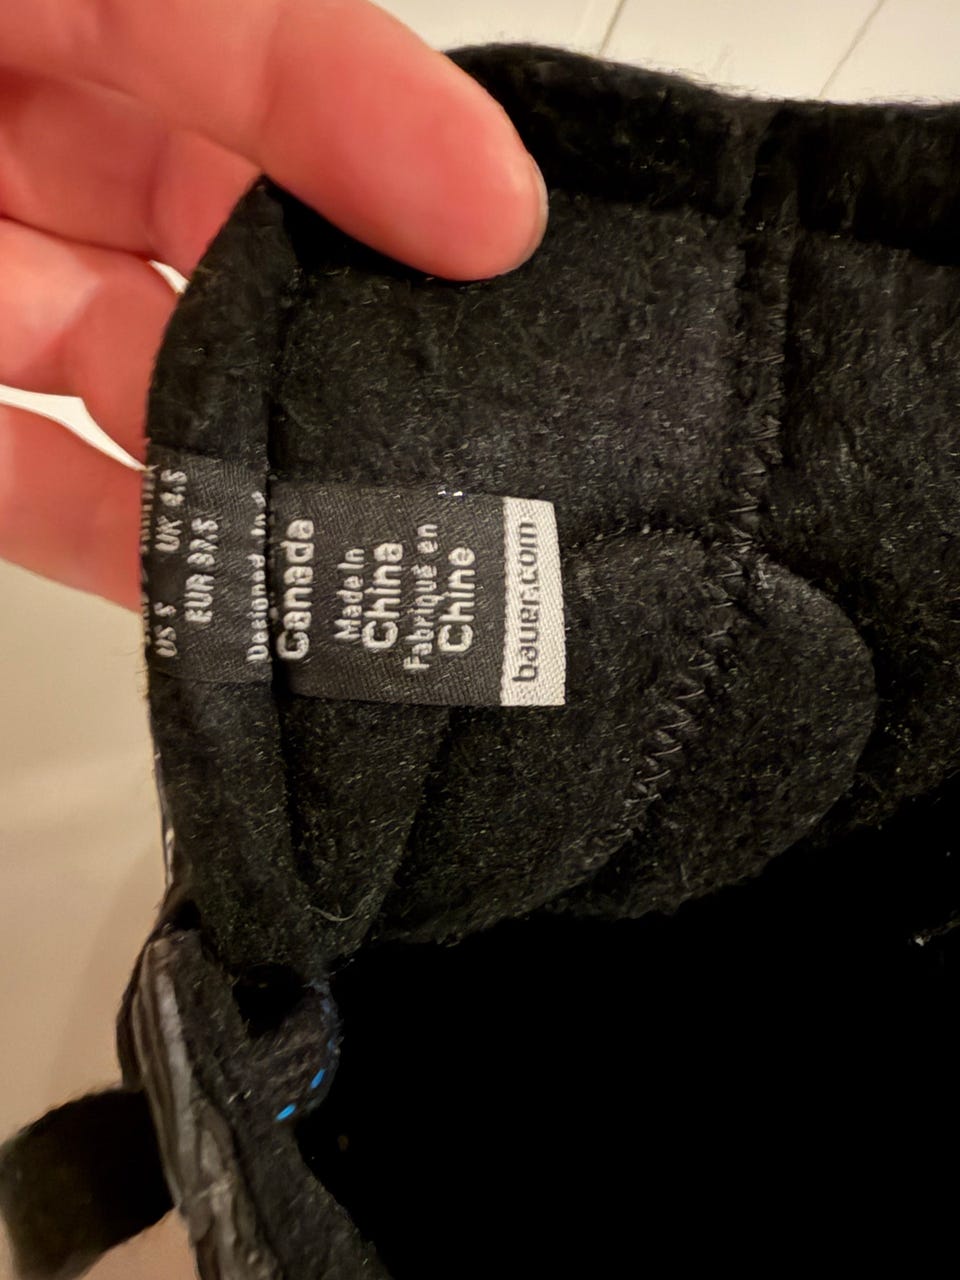 US 5 UK 4.5
EUR 37.5
Designed in
Canada
Made In
China
Fabriqué en
Chine
bauer.com